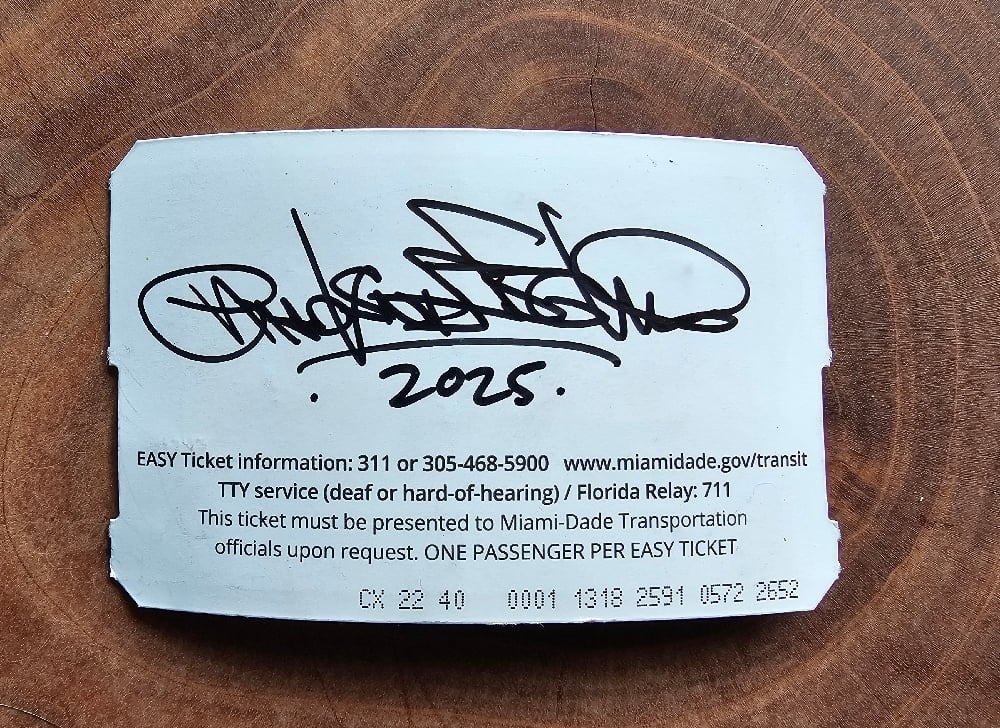 . 2025.
EASY Ticket information: 311 or 305-468-5900 www.miamidade.gov/transit
TTY service (deaf or hard-of-hearing) / Florida Relay: 711
This ticket must be presented to Miami-Dade Transportation
officials upon request. ONE PASSENGER PER EASY TICKET
CX 22 40 0001 1318 2591 0572 2652